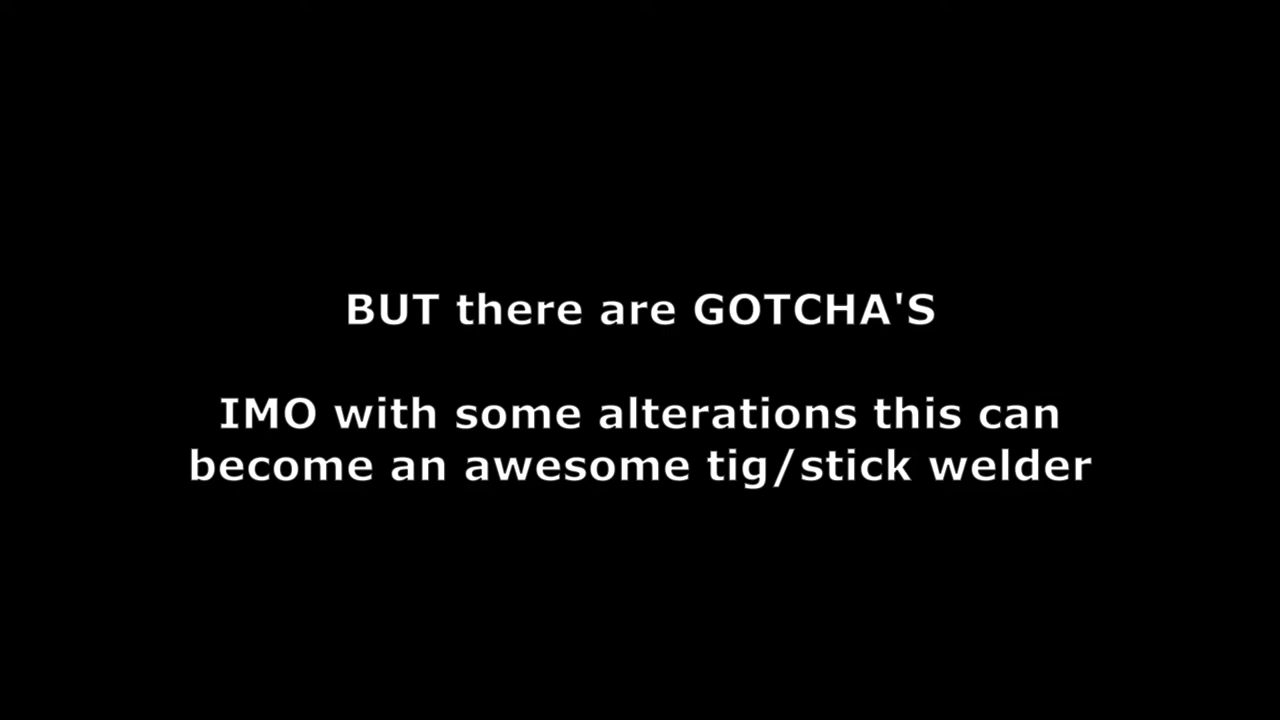 BUT there are GOTCHA'S
IMO with some alterations this can
become an awesome tig/stick welder